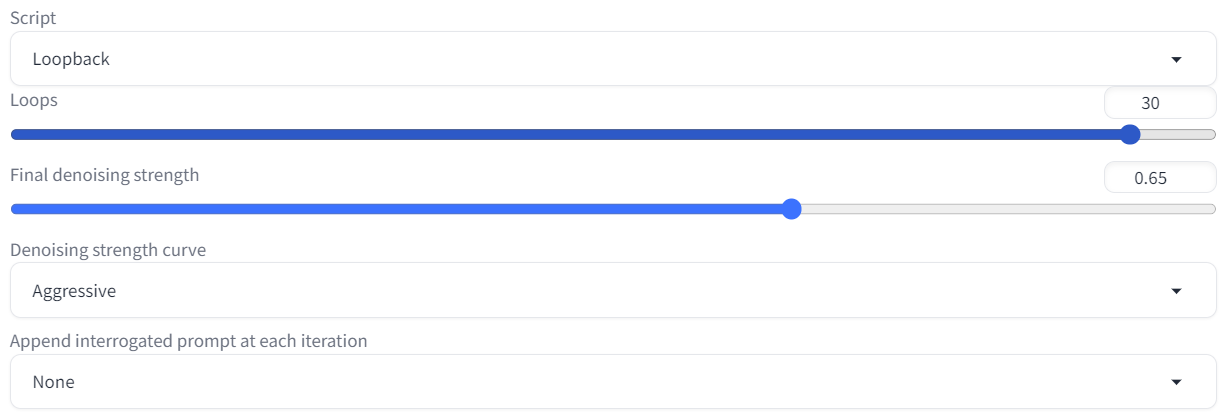 Script
Loopback
Loops
30
Final denoising strength
0.65
Denoising strength curve
Aggressive
Append interrogated prompt at each iteration
None